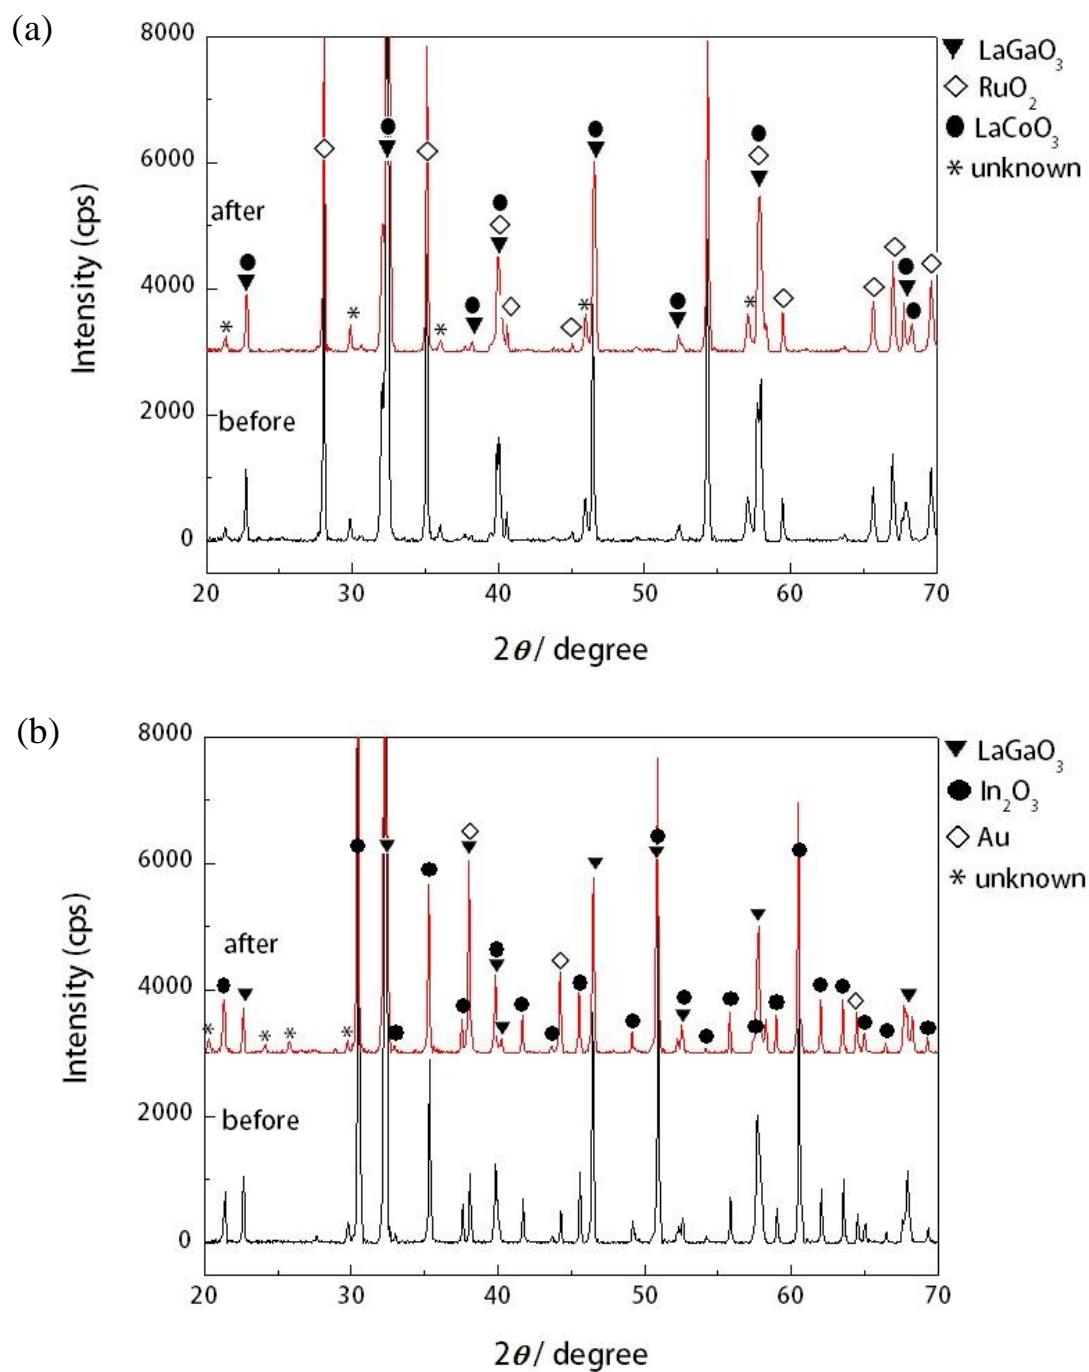 (a)
8000
6000
4000
2000
0
Intensity (cps)
after
before
20 30 40 50 60 70
2θ / degree
▼ LaGaO₃
◇ RuO₂
● LaCoO₃
* unknown
(b)
8000
6000
4000
2000
0
Intensity (cps)
after
before
20 30 40 50 60 70
2θ / degree
▼ LaGaO₃
● In₂O₃
◇ Au
* unknown